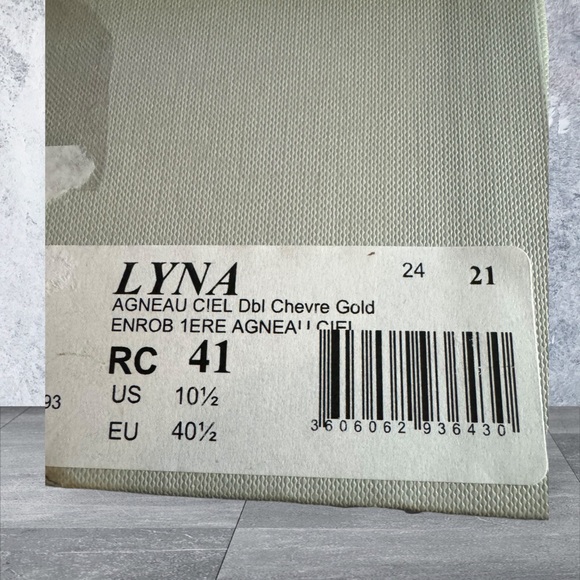 LYNA 24 21
AGNEAU CIEL Dbl Chevre Gold
ENROB 1ERE AGNEAU CIEL
RC 41
US 10½
93
EU 40½
3606062 936430